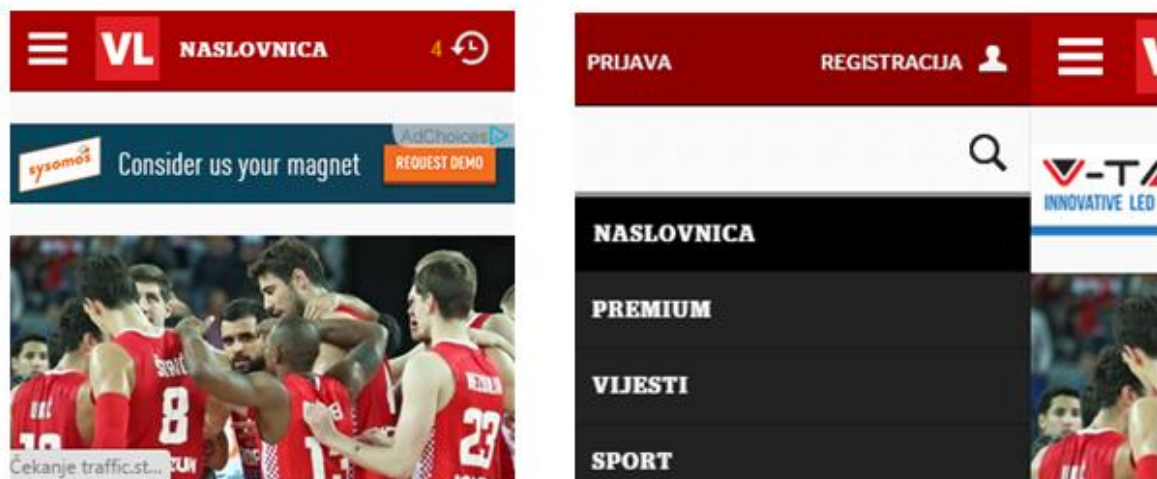 VL NASLOVNICA 4
AdChoices
sysomos Consider us your magnet REQUEST DEMO
8
23
Čekanje traffic.st...
PRIJAVA REGISTRACIJA
INNOVATIVE LED
NASLOVNICA
PREMIUM
VIJESTI
SPORT